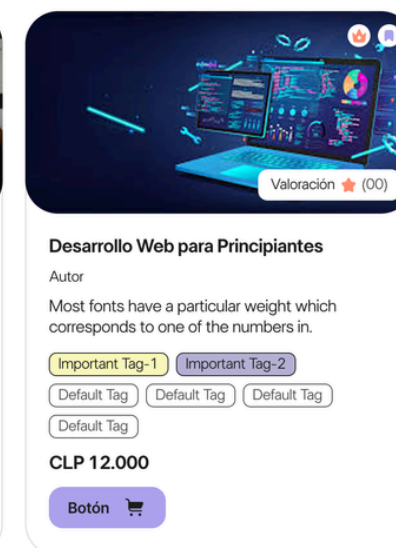 Valoración (00)
Desarrollo Web para Principiantes
Autor
Most fonts have a particular weight which
corresponds to one of the numbers in.
Important Tag-1 Important Tag-2
Default Tag Default Tag Default Tag
Default Tag
CLP 12.000
Botón